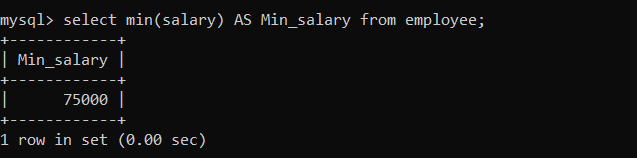 mysql> select min(salary) AS Min_salary from employee;
+------------+
| Min_salary |
+------------+
|      75000 |
+------------+
1 row in set (0.00 sec)